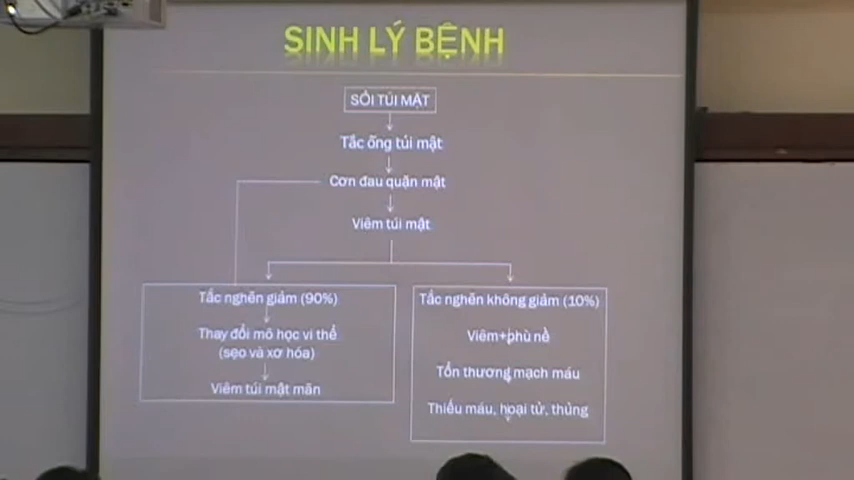 SINH LÝ BỆNH
SỎI TÚI MẬT
Tắc ống túi mật
Cơn đau quặn mật
Viêm túi mật
Tắc nghẽn giảm (90%)
Thay đổi mô học vi thể
(sẹo và xơ hóa)
Viêm túi mật mãn
Tắc nghẽn không giảm (10%)
Viêm+phù nề
Tổn thương mạch máu
Thiếu máu, hoại tử, thủng